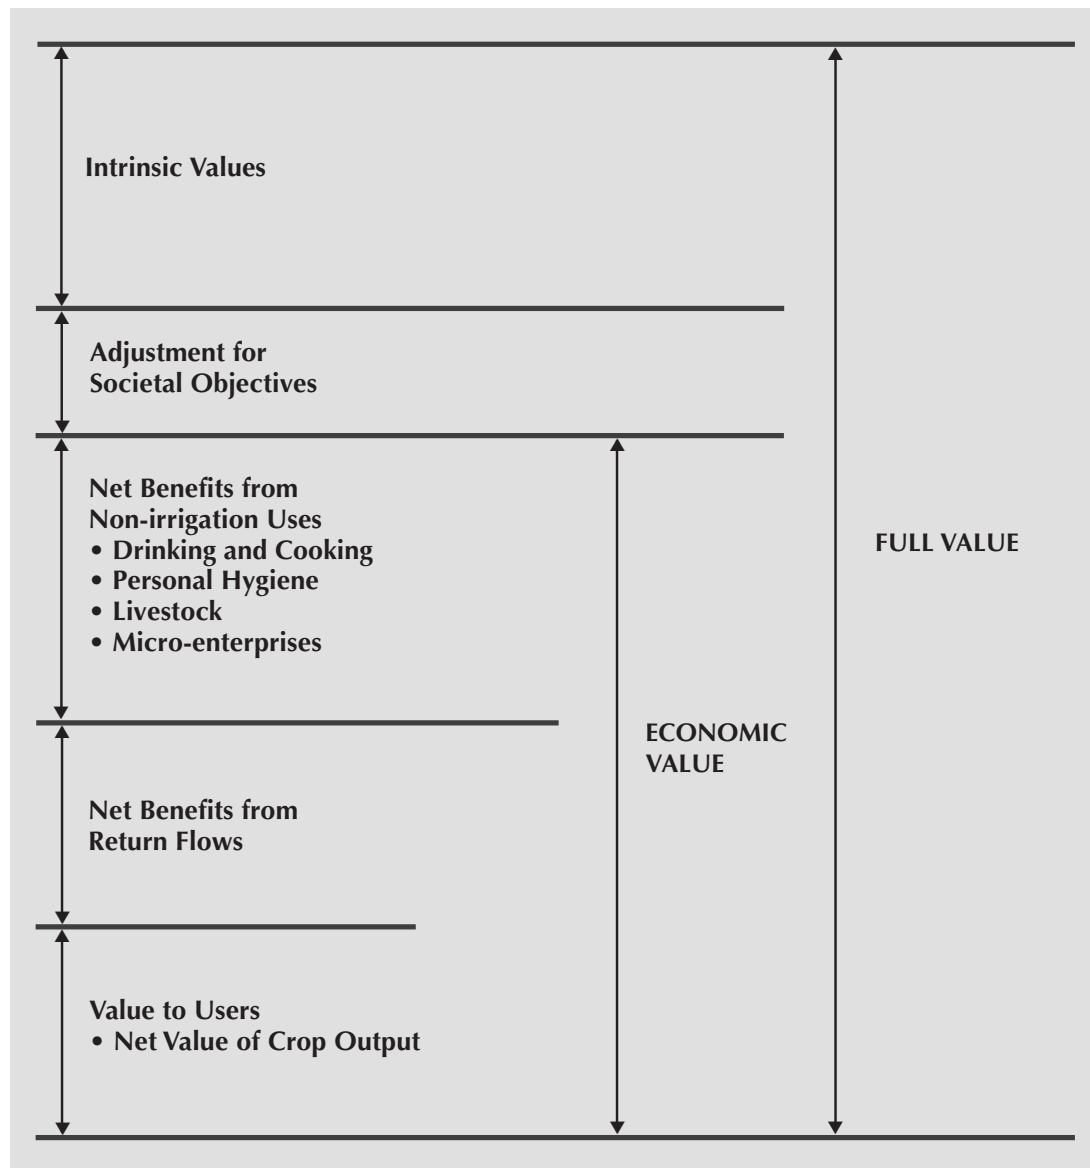 Intrinsic Values
Adjustment for
Societal Objectives
Net Benefits from
Non-irrigation Uses
• Drinking and Cooking
• Personal Hygiene
• Livestock
• Micro-enterprises
FULL VALUE
ECONOMIC
VALUE
Net Benefits from
Return Flows
Value to Users
• Net Value of Crop Output